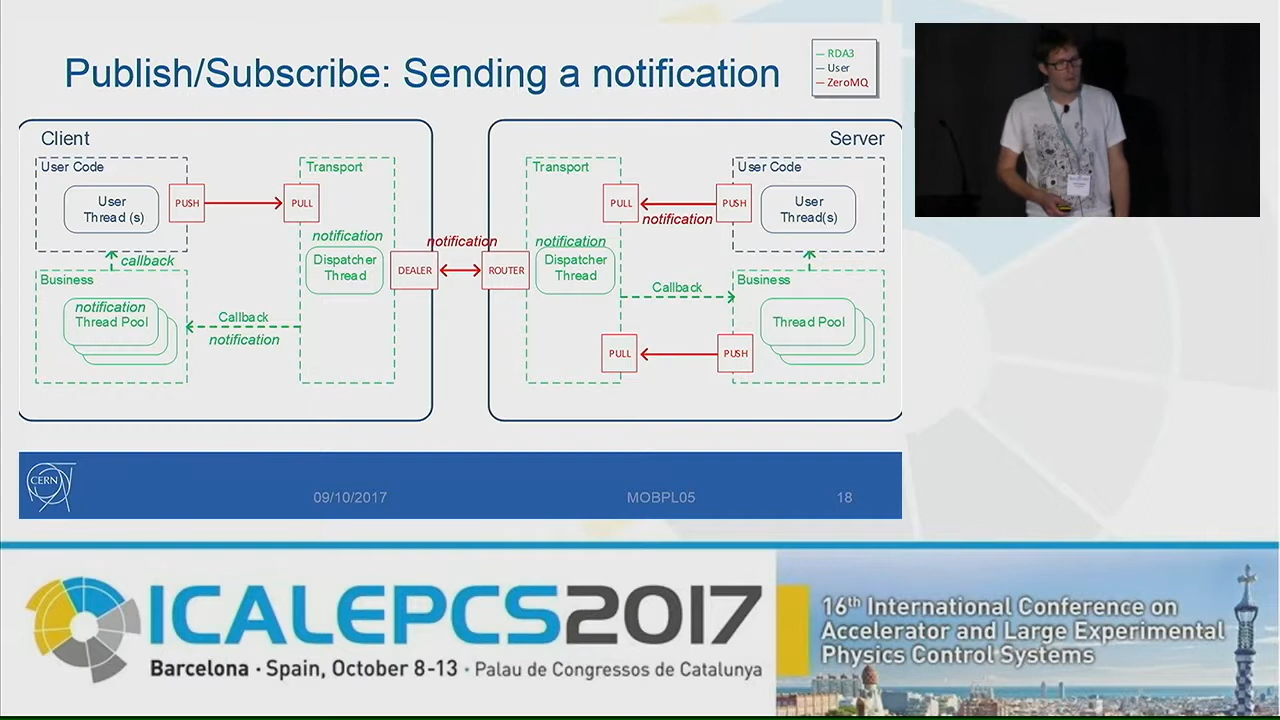 Publish/Subscribe: Sending a notification
RDA3
User
ZeroMQ
Client
User Code
User
Thread (s)
PUSH
PULL
Transport
notification
Dispatcher
Thread
DEALER
callback
Business
notification
Thread Pool
Callback
notification
notification
Server
Transport
PULL
notification
PUSH
User Code
User
Thread(s)
notification
ROUTER
Dispatcher
Thread
Callback
Business
Thread Pool
PULL
PUSH
CERN
09/10/2017
MOBPL05
18
ICALEPCS2017
Barcelona · Spain, October 8-13 · Palau de Congressos de Catalunya
16th International Conference on
Accelerator and Large Experimental
Physics Control Systems